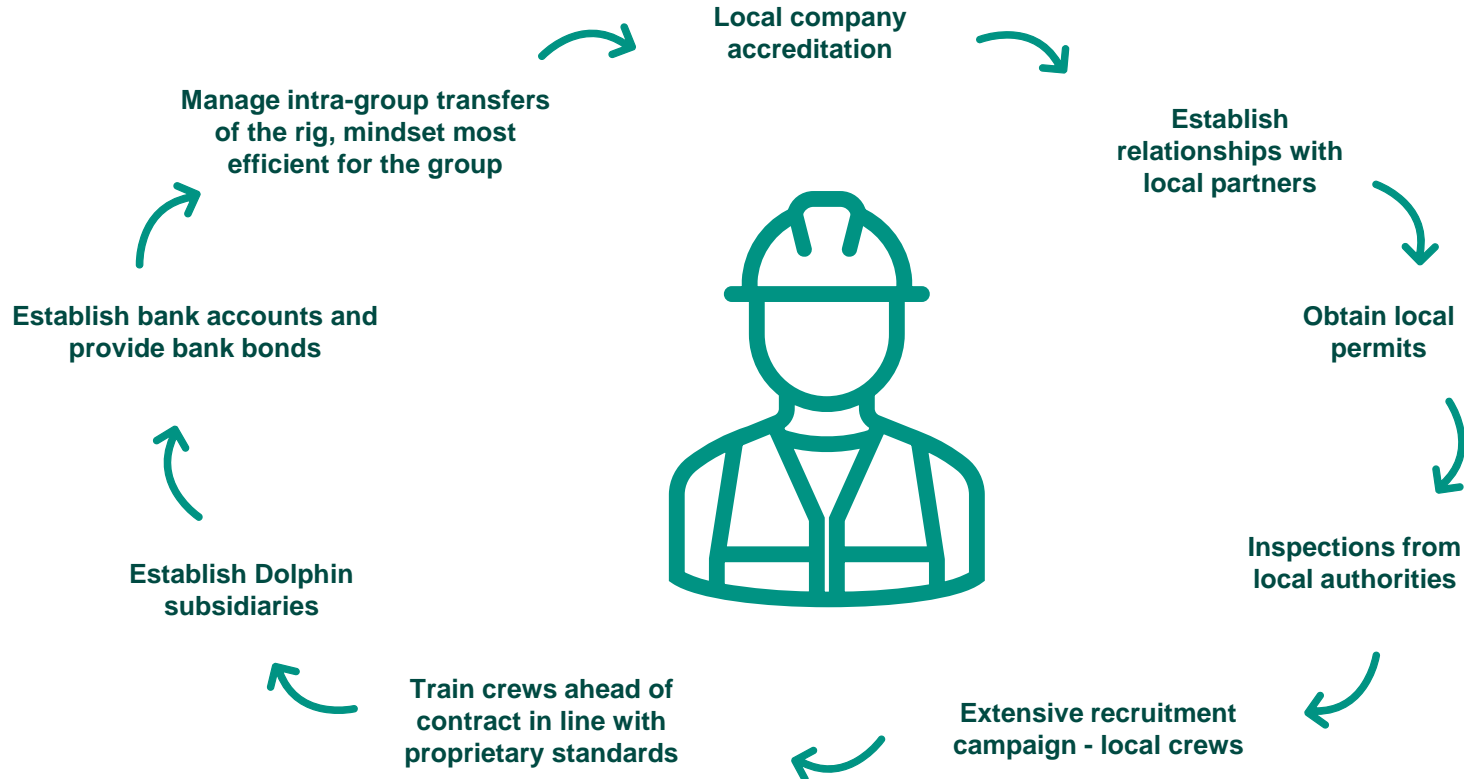 Local company
accreditation
Establish
relationships with
local partners
Obtain local
permits
Inspections from
local authorities
Extensive recruitment
campaign - local crews
Train crews ahead of
contract in line with
proprietary standards
Establish Dolphin
subsidiaries
Establish bank accounts and
provide bank bonds
Manage intra-group transfers
of the rig, mindset most
efficient for the group